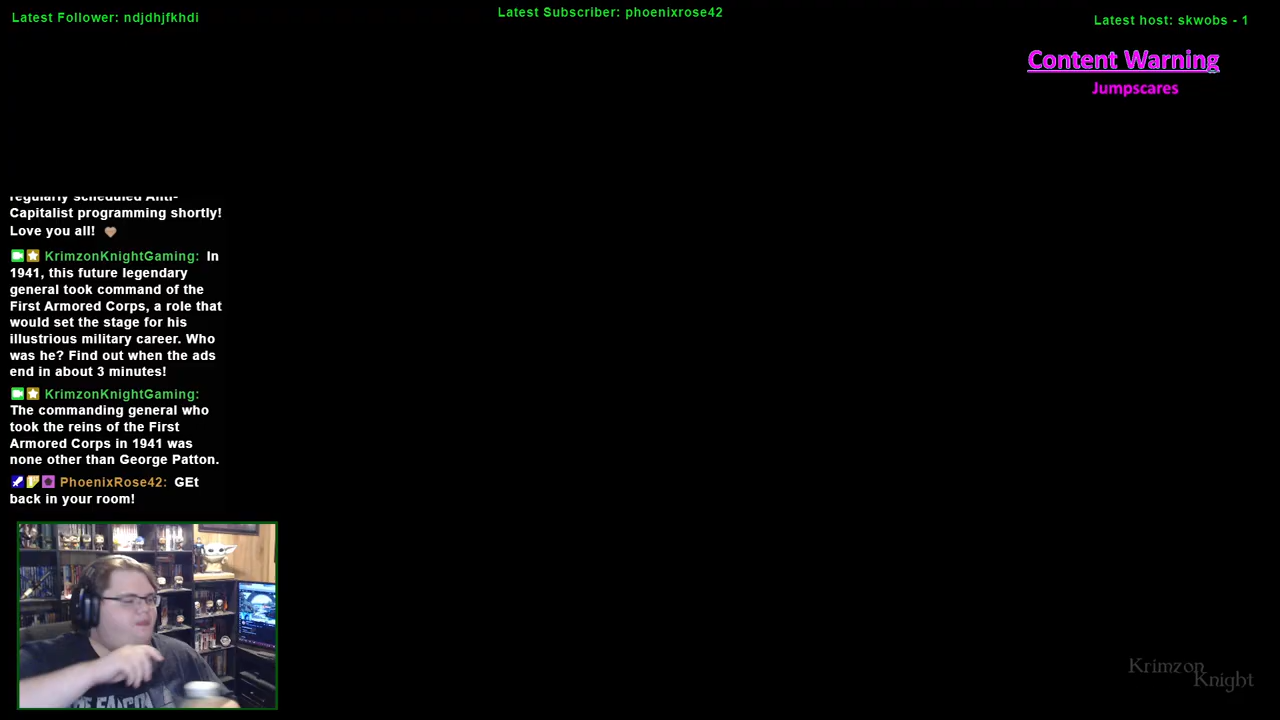 Latest Follower: ndjdhjfkhdi
Latest Subscriber: phoenixrose42
Latest host: skwobs - 1
Content Warning
Jumpscares
regularly scheduled Anti-
Capitalist programming shortly!
Love you all!
KrimzonKnightGaming: In
1941, this future legendary
general took command of the
First Armored Corps, a role that
would set the stage for his
illustrious military career. Who
was he? Find out when the ads
end in about 3 minutes!
KrimzonKnightGaming:
The commanding general who
took the reins of the First
Armored Corps in 1941 was
none other than George Patton.
PhoenixRose42: GEt
back in your room!
Krimzon
Knight